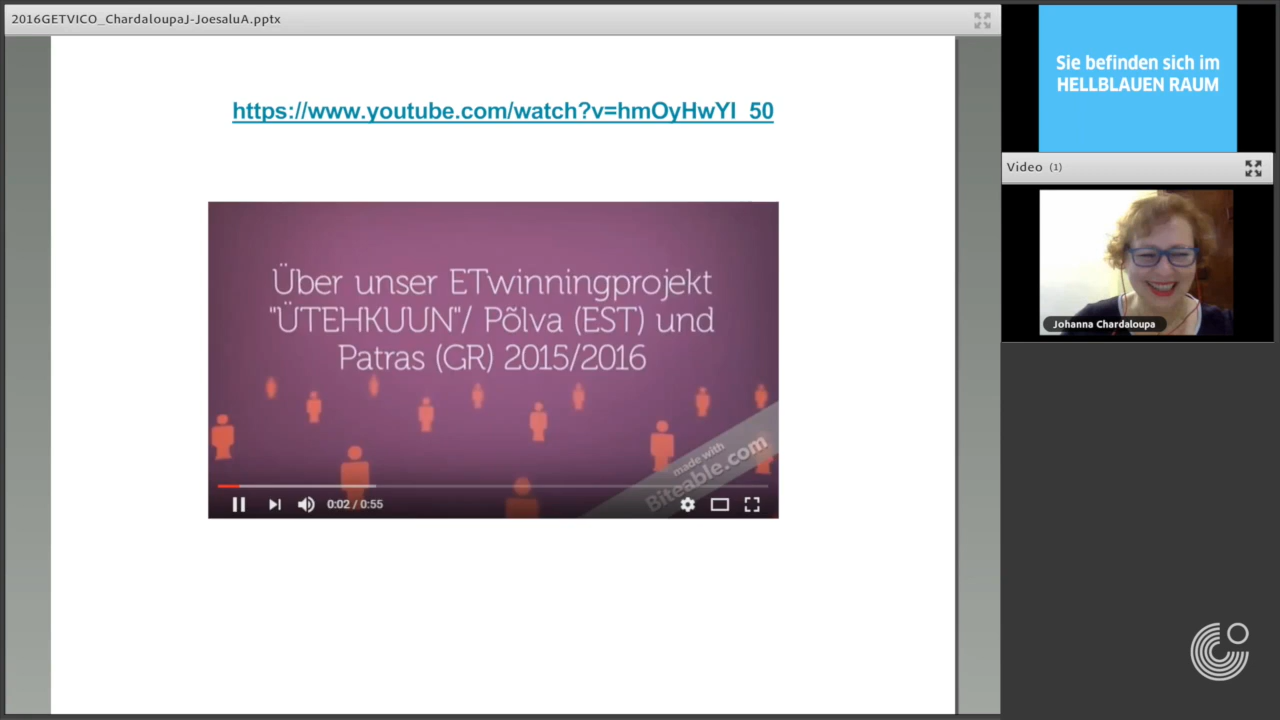 2016GETVICO_ChardaloupaJ-JoesaluA.pptx
https://www.youtube.com/watch?v=hmOyHwYI_50
Über unser ETwinningprojekt
"ÜTEHKUUN"/ Põlva (EST) und
Patras (GR) 2015/2016
made with
Biteable.com
0:02 / 0:55
Sie befinden sich im
HELLBLAUEN RAUM
Video (1)
Johanna Chardaloupa